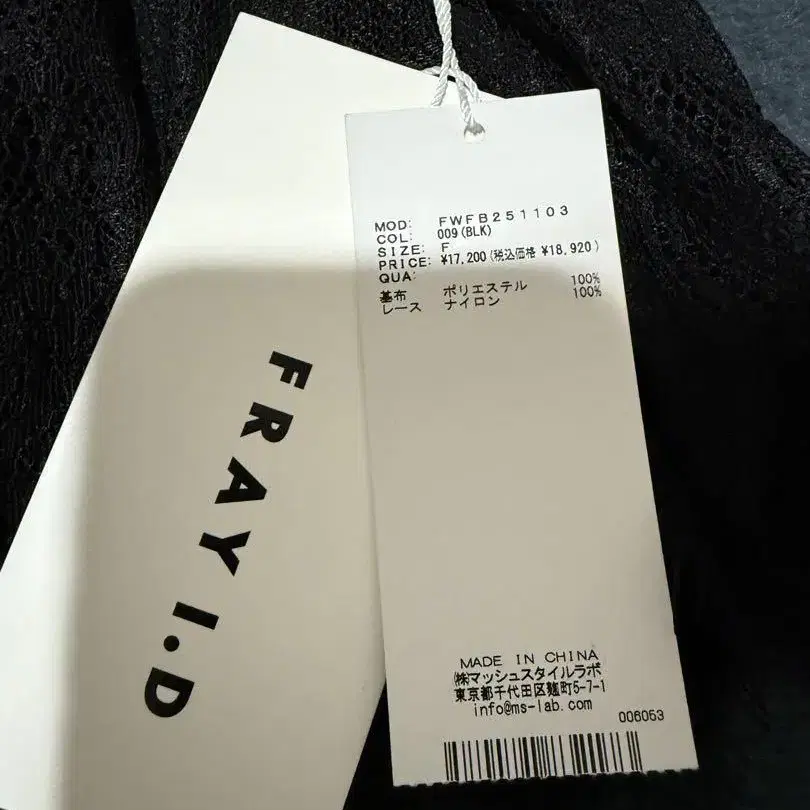 FRAY I.D
MOD: FWFB251103
COL: 009(BLK)
SIZE: F
PRICE: ¥17,200(税込価格 ¥18,920)
QUA:
基布 ポリエステル 100%
レース ナイロン 100%
MADE IN CHINA
㈱マッシュスタイルラボ
東京都千代田区麹町5-7-1
info@ms-lab.com
006053